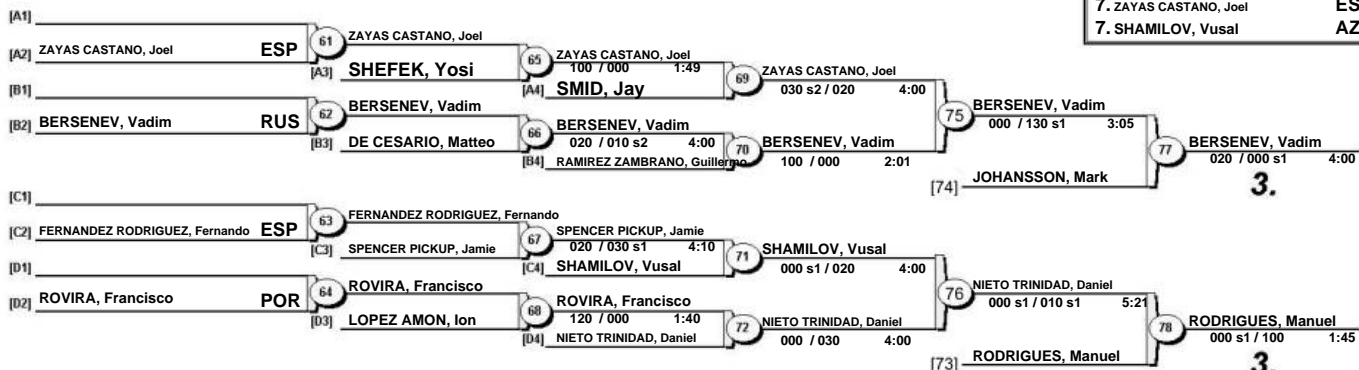 7. ZAYAS CASTANO, Joel ES
7. SHAMILOV, Vusal AZ
[A1]
[A2] ZAYAS CASTANO, Joel ESP
61
ZAYAS CASTANO, Joel
[A3] SHEFEK, Yosi
65
ZAYAS CASTANO, Joel
100 / 000 1:49
[A4] SMID, Jay
69
ZAYAS CASTANO, Joel
030 s2 / 020 4:00
[B1]
[B2] BERSENEV, Vadim RUS
62
BERSENEV, Vadim
[B3] DE CESARIO, Matteo
66
BERSENEV, Vadim
020 / 010 s2 4:00
[B4] RAMIREZ ZAMBRANO, Guillermo
70
BERSENEV, Vadim
100 / 000 2:01
75
BERSENEV, Vadim
000 / 130 s1 3:05
[74] JOHANSSON, Mark
77
BERSENEV, Vadim
020 / 000 s1 4:00
3.
[C1]
[C2] FERNANDEZ RODRIGUEZ, Fernando ESP
63
FERNANDEZ RODRIGUEZ, Fernando
[C3] SPENCER PICKUP, Jamie
67
SPENCER PICKUP, Jamie
020 / 030 s1 4:10
[C4] SHAMILOV, Vusal
71
SHAMILOV, Vusal
000 s1 / 020 4:00
[D1]
[D2] ROVIRA, Francisco POR
64
ROVIRA, Francisco
[D3] LOPEZ AMON, Ion
68
ROVIRA, Francisco
120 / 000 1:40
[D4] NIETO TRINIDAD, Daniel
72
NIETO TRINIDAD, Daniel
000 / 030 4:00
76
NIETO TRINIDAD, Daniel
000 s1 / 010 s1 5:21
[73] RODRIGUES, Manuel
78
RODRIGUES, Manuel
000 s1 / 100 1:45
3.